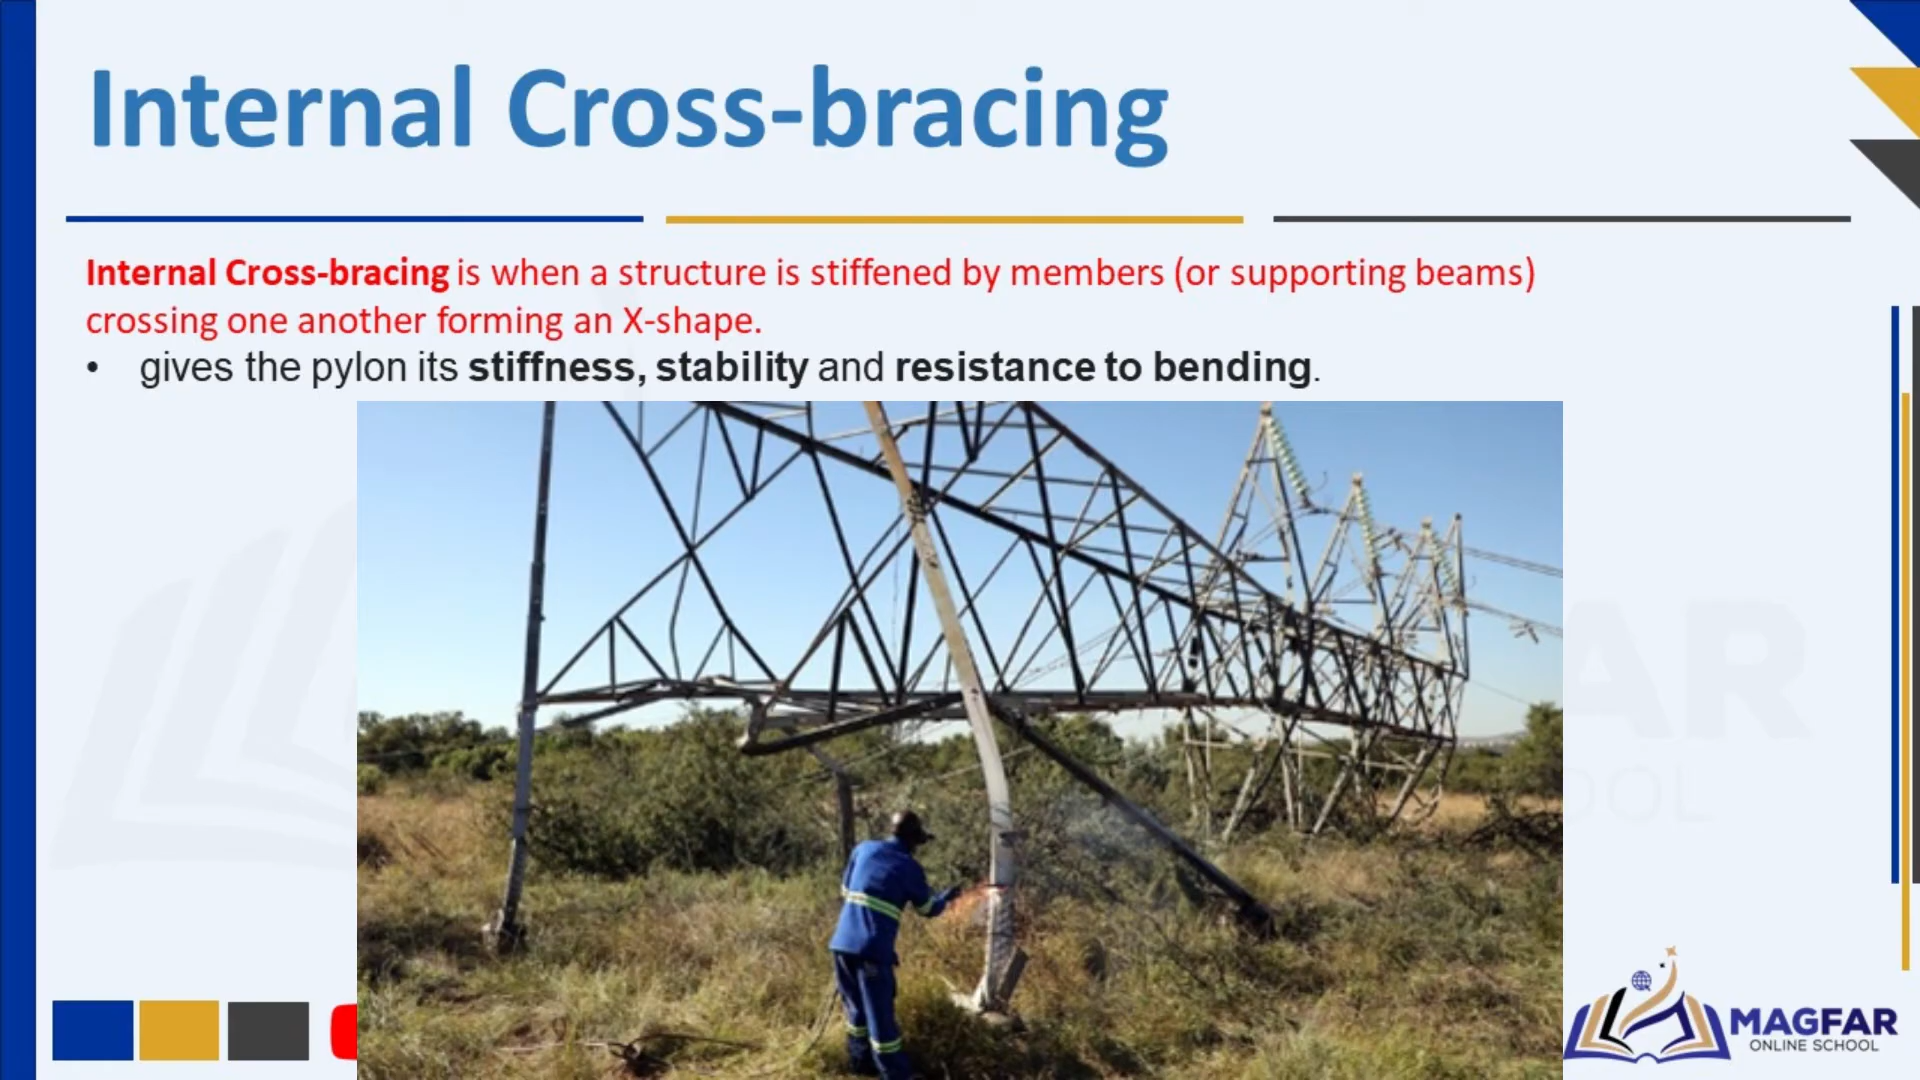 Internal Cross-bracing
Internal Cross-bracing is when a structure is stiffened by members (or supporting beams)
crossing one another forming an X-shape.
• gives the pylon its stiffness, stability and resistance to bending.
MAGFAR
ONLINE SCHOOL